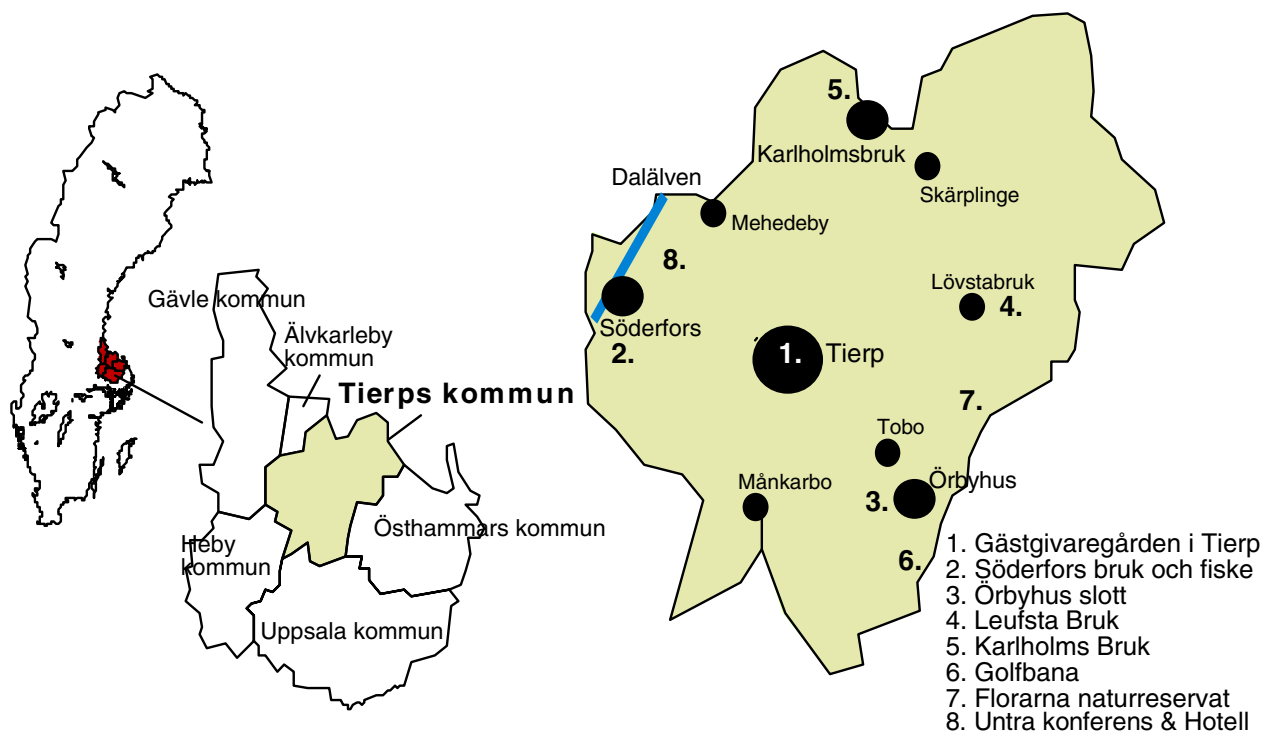 Gävle kommun
Älvkarleby
kommun
Tierps kommun
Östhammars kommun
Heby
kommun
Uppsala kommun
5.
Karlholmsbruk
Skärplinge
Dalälven
Mehedeby
8.
Lövstabruk
4.
Söderfors
2.
1.
Tierp
7.
Tobo
Månkarbo
Örbyhus
3.
6.
1. Gästgivaregården i Tierp
2. Söderfors bruk och fiske
3. Örbyhus slott
4. Leufsta Bruk
5. Karlholms Bruk
6. Golfbana
7. Florarna naturreservat
8. Untra konferens & Hotell